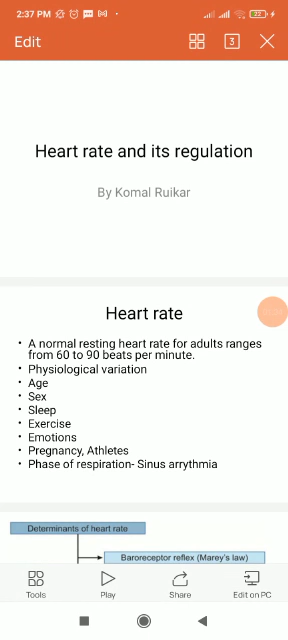 2:37 PM
22
Edit
3
Heart rate and its regulation
By Komal Ruikar
Heart rate
• A normal resting heart rate for adults ranges
from 60 to 90 beats per minute.
• Physiological variation
• Age
• Sex
• Sleep
• Exercise
• Emotions
• Pregnancy, Athletes
• Phase of respiration- Sinus arrythmia
Determinants of heart rate
Baroreceptor reflex (Marey's law)
Tools
Play
Share
Edit on PC